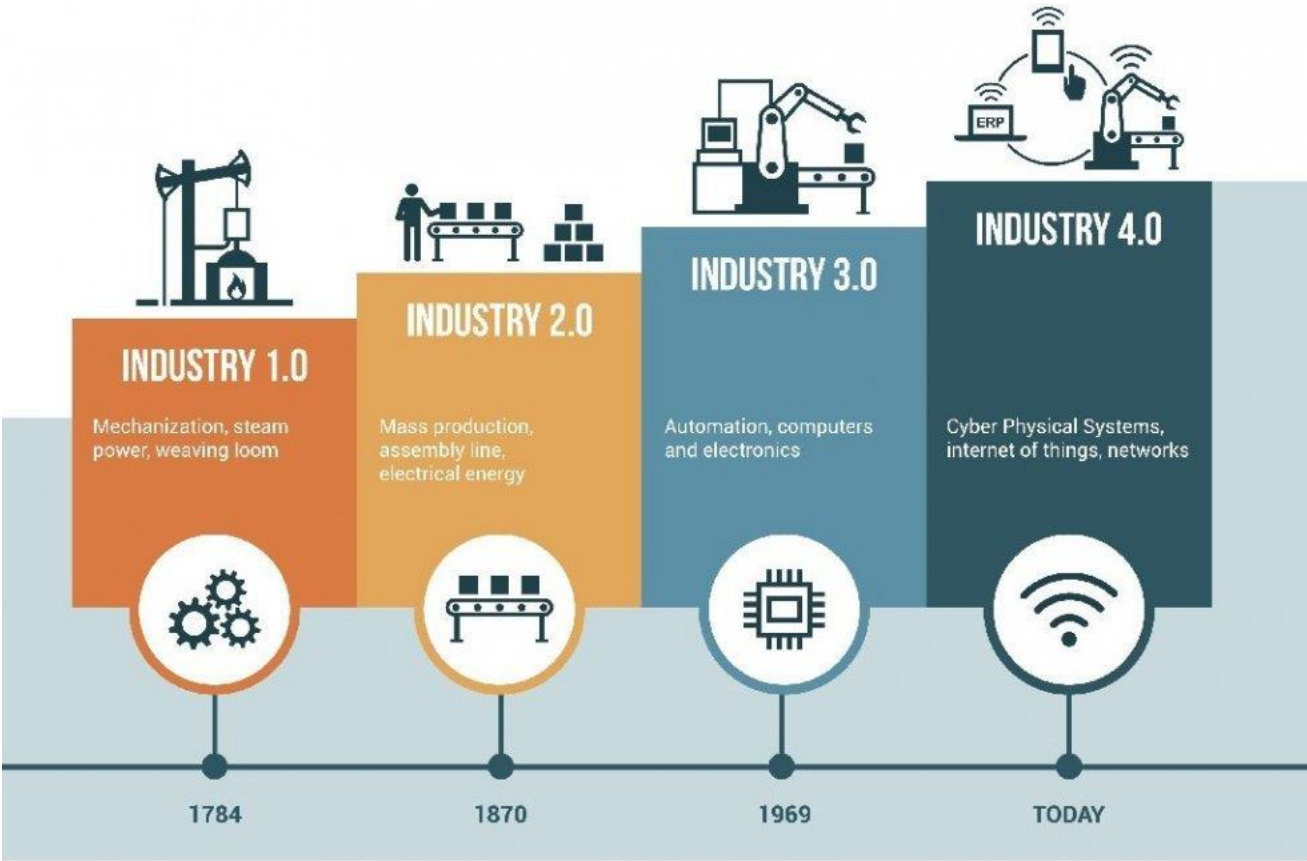 ERP
INDUSTRY 1.0
Mechanization, steam
power, weaving loom
INDUSTRY 2.0
Mass production,
assembly line,
electrical energy
INDUSTRY 3.0
Automation, computers
and electronics
INDUSTRY 4.0
Cyber Physical Systems,
internet of things, networks
1784
1870
1969
TODAY